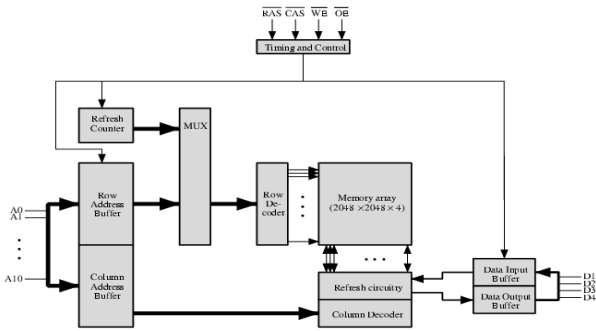 RAS CAS WE OE
Timing and Control
Refresh
Counter
MUX
Row
Address
Buffer
Row
De-
coder
Memory array
(2048 × 2048 × 4)
A0
A1
A10
Column
Address
Buffer
Refresh circuitry
Column Decoder
Data Input
Buffer
Data Output
Buffer
D1
D2
D3
D4